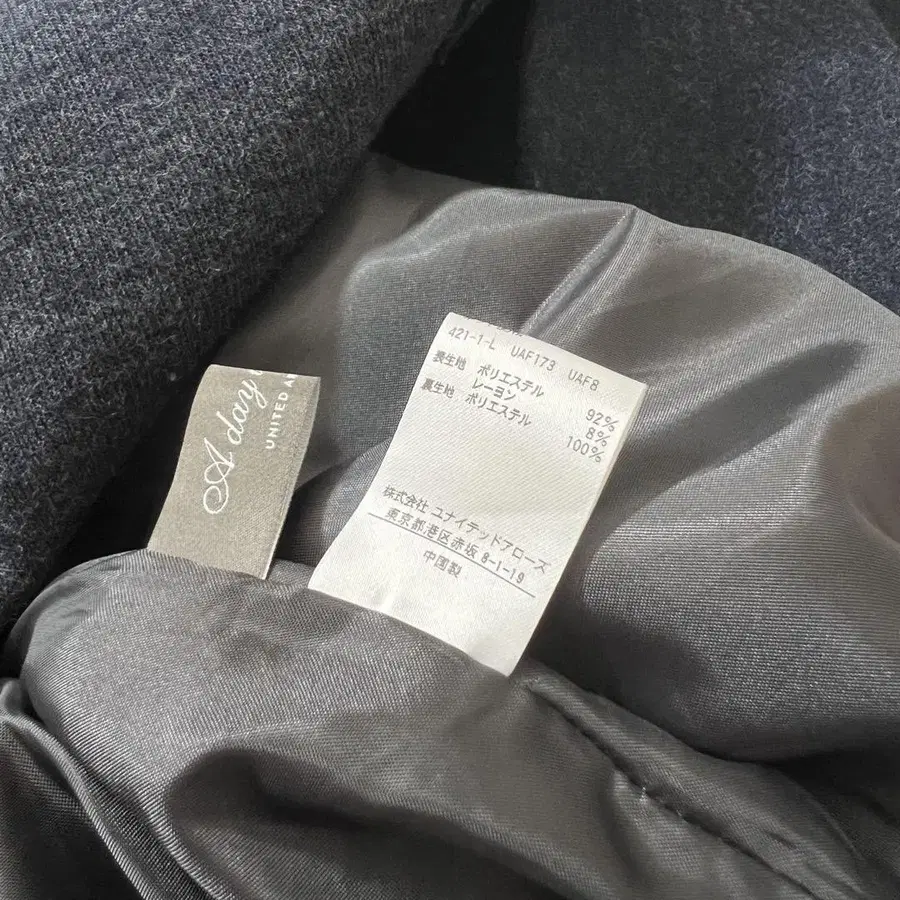 A day
UNITED
421-1-L UAF173 UAF8
表生地 ポリエステル 92%
レーヨン 8%
裏生地 ポリエステル 100%
株式会社 ユナイテッドアローズ
東京都港区赤坂 8-1-19
中国製